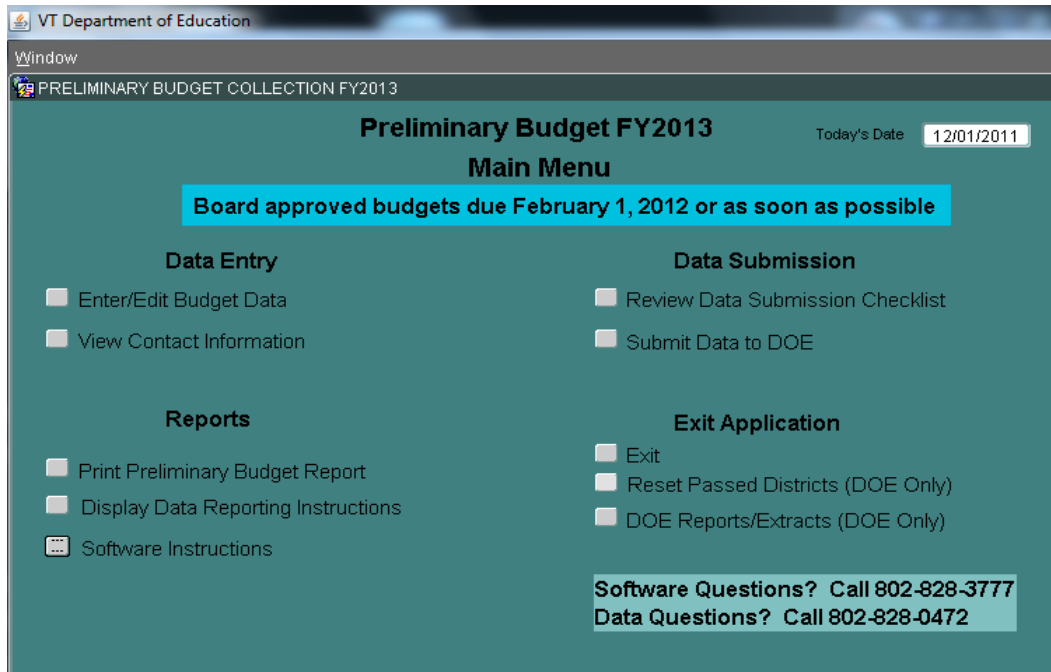 VT Department of Education
Window
PRELIMINARY BUDGET COLLECTION FY2013
Preliminary Budget FY2013
Today's Date 12/01/2011
Main Menu
Board approved budgets due February 1, 2012 or as soon as possible
Data Entry
Enter/Edit Budget Data
View Contact Information
Data Submission
Review Data Submission Checklist
Submit Data to DOE
Reports
Print Preliminary Budget Report
Display Data Reporting Instructions
Software Instructions
Exit Application
Exit
Reset Passed Districts (DOE Only)
DOE Reports/Extracts (DOE Only)
Software Questions? Call 802-828-3777
Data Questions? Call 802-828-0472